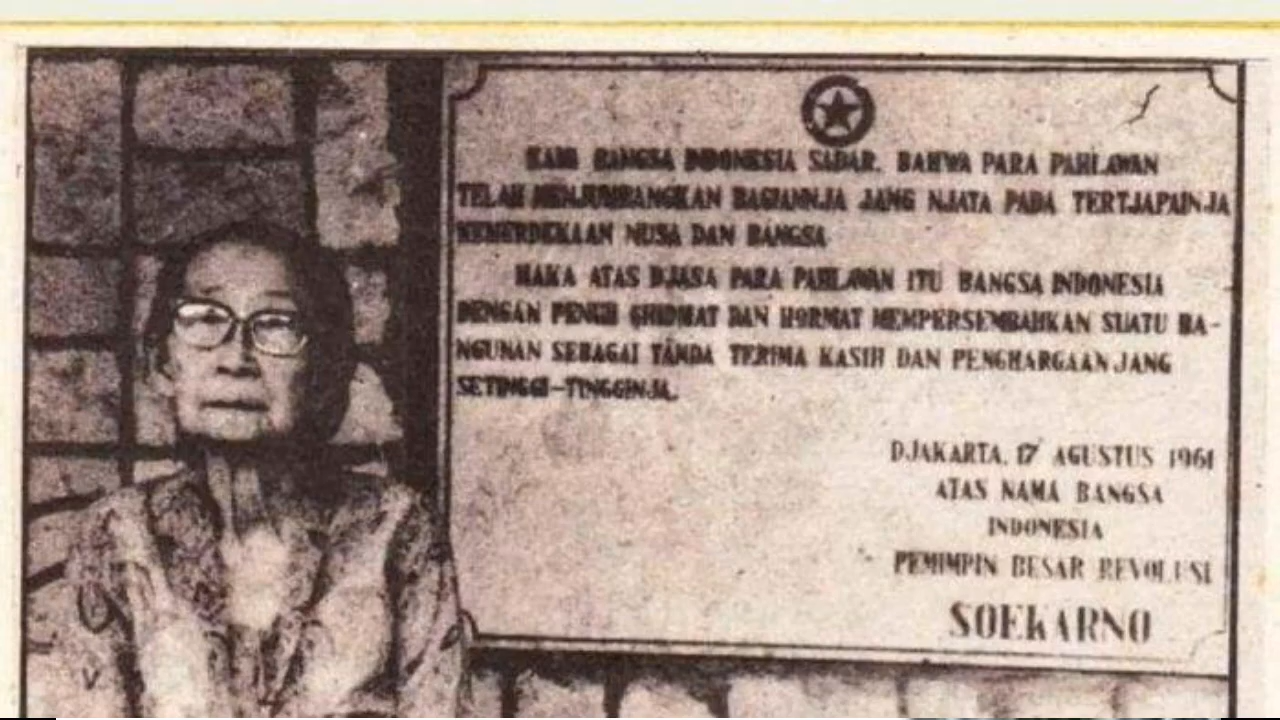 KAMI BANGSA INDONESIA SADAR, BAHWA PARA PAHLAWAN
TELAH MENJUMBANGKAN BAGIANNJA JANG NJATA PADA TERTJAPAINJA
KEMERDEKAAN NUSA DAN BANGSA
MAKA ATAS DJASA PARA PAHLAWAN ITU BANGSA INDONESIA
DENGAN PENUH CHIDMAT DAN HORMAT MEMPERSEMBAHKAN SUATU BA-
NGUNAN SEBAGAI TANDA TERIMA KASIH DAN PENGHARGAAN JANG
SETINGGI-TINGGINJA.
DJAKARTA, 17 AGUSTUS 1961
ATAS NAMA BANGSA
INDONESIA
PEMIMPIN BESAR REVOLUSI
SOEKARNO